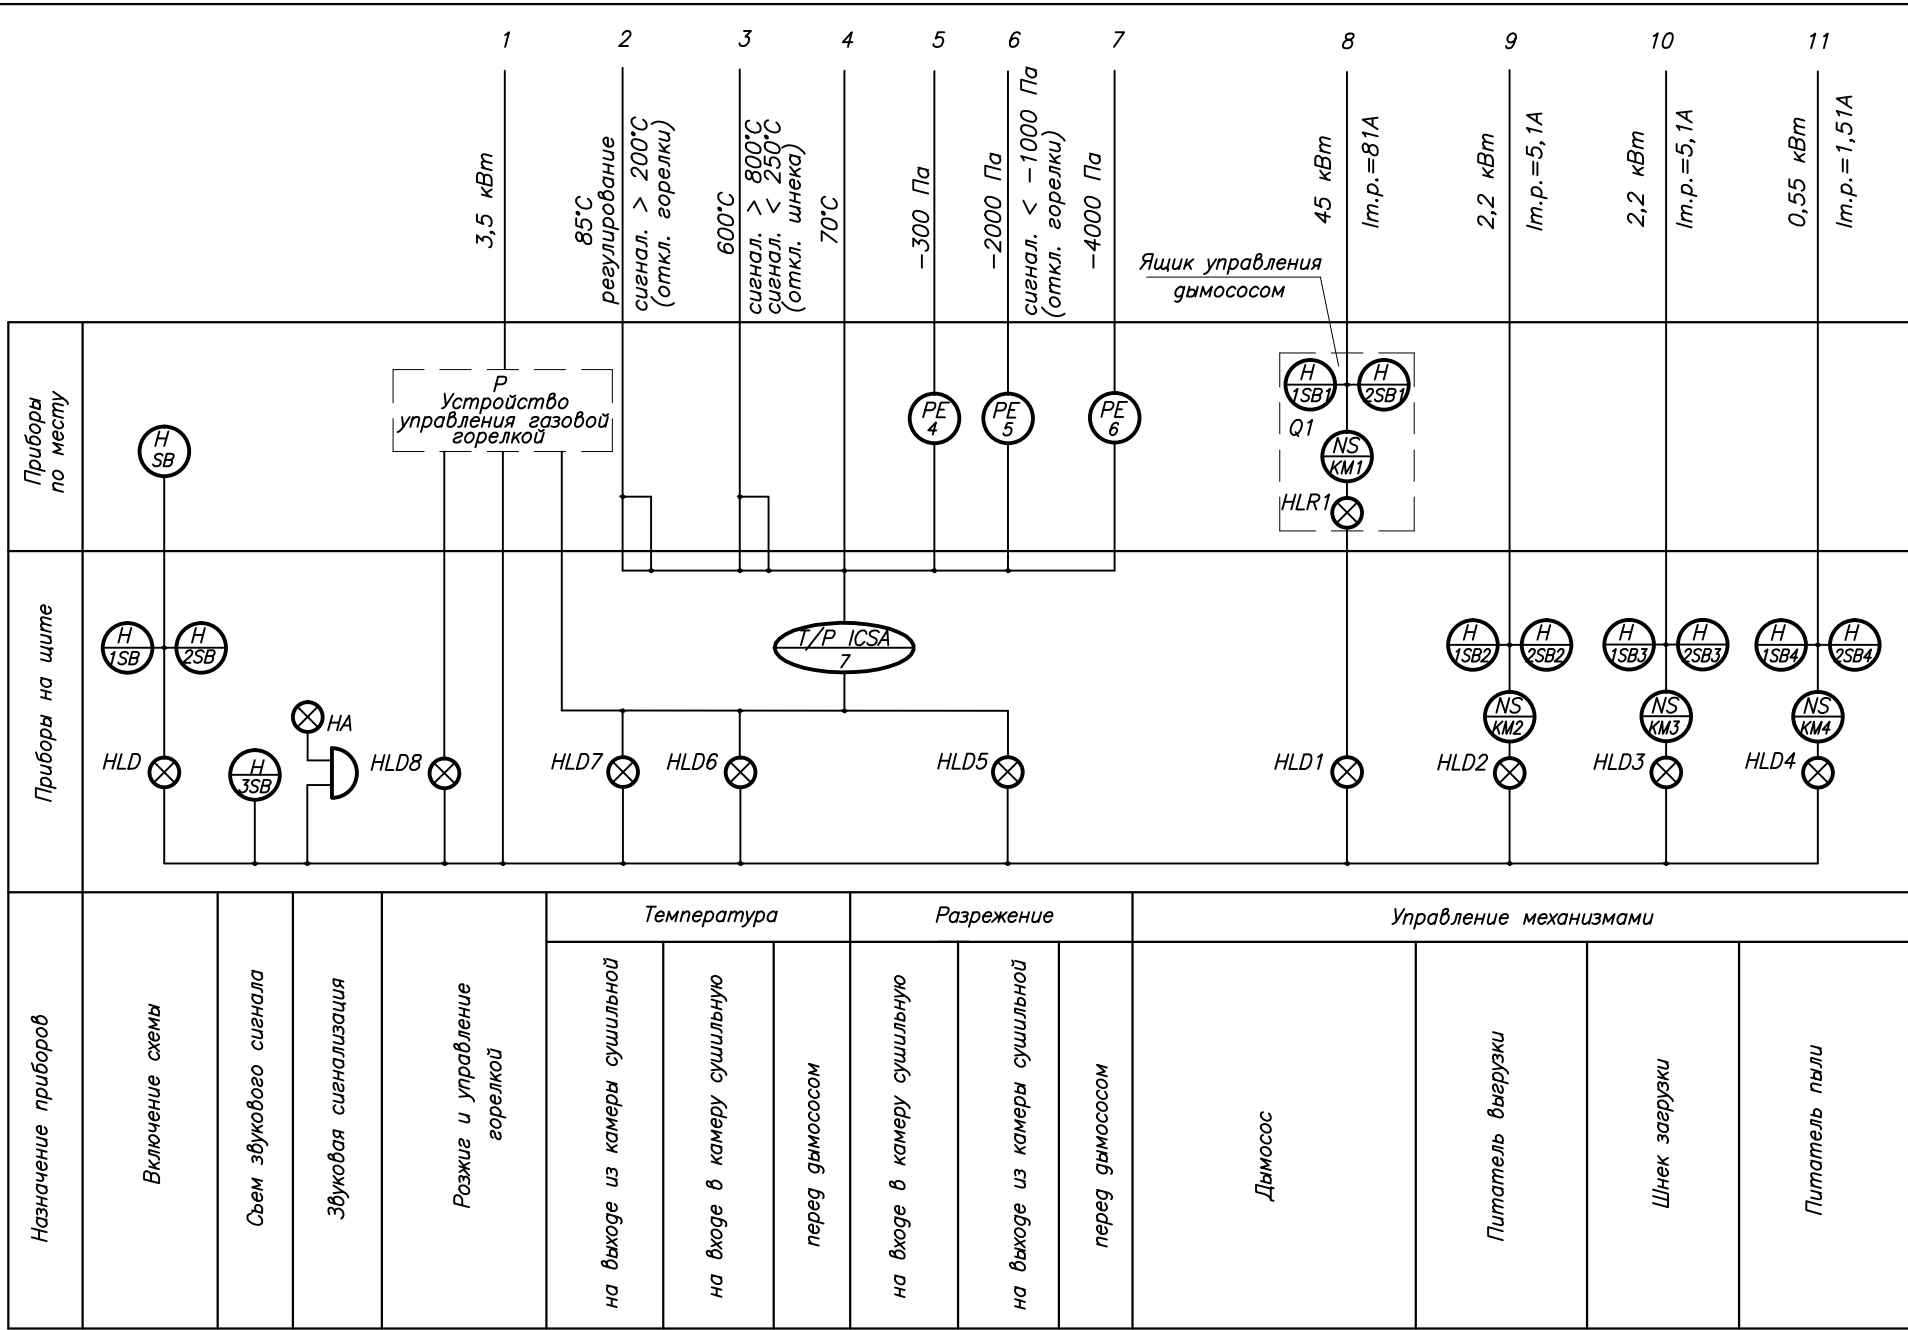 1
2
3
4
5
6
7
8
9
10
11
3,5 кВт
85°С
регулирование
сигнал. > 200°С
(откл. горелки)
600°С
сигнал. > 800°С
сигнал. < 250°С
(откл. шнека)
70°С
-300 Па
-2000 Па
сигнал. < -1000 Па
(откл. горелки)
-4000 Па
45 кВт
Iт.р.=81А
2,2 кВт
Iт.р.=5,1А
2,2 кВт
Iт.р.=5,1А
0,55 кВт
Iт.р.=1,51А
Ящик управления
дымососом
Приборы
по месту
H
SB
P
Устройство
управления газовой
горелкой
PE
4
PE
5
PE
6
H
1SB1
H
2SB1
Q1
NS
KM1
HLR1
Приборы на щите
H
1SB
H
2SB
HLD
H
3SB
HA
HLD8
T/P ICSA
7
HLD7
HLD6
HLD5
HLD1
H
1SB2
H
2SB2
NS
KM2
HLD2
H
1SB3
H
2SB3
NS
KM3
HLD3
H
1SB4
H
2SB4
NS
KM4
HLD4
Назначение приборов
Включение схемы
Сьем звукового сигнала
Звуковая сигнализация
Розжиг и управление
горелкой
Температура
на выходе из камеры сушильной
на входе в камеру сушильную
перед дымососом
Разрежение
на входе в камеру сушильную
на выходе из камеры сушильной
перед дымососом
Управление механизмами
Дымосос
Питатель выгрузки
Шнек загрузки
Питатель пыли